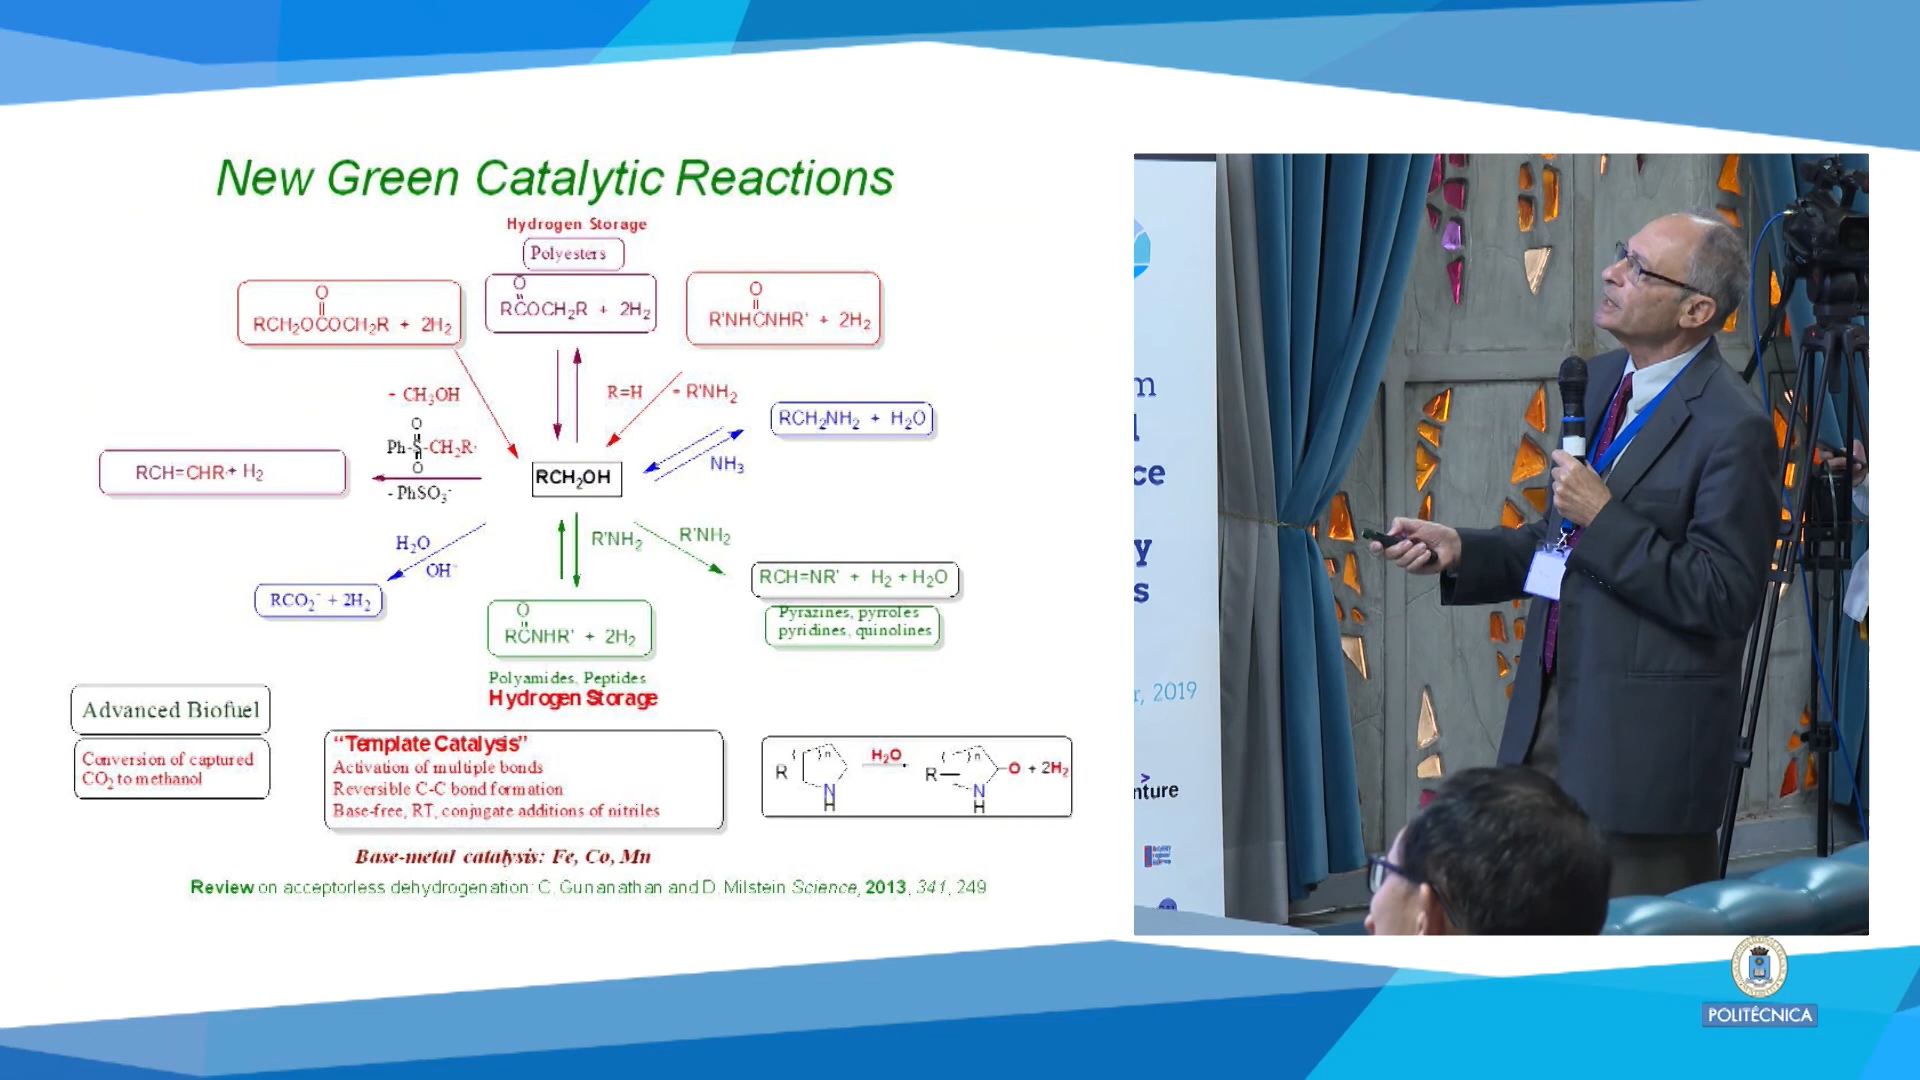 New Green Catalytic Reactions
Hydrogen Storage
Polyesters
O
RCH₂OCOCH₂R + 2H₂
O
RCOCH₂R + 2H₂
O
R'NHCNHR' + 2H₂
- CH₃OH
R=H
- R'NH₂
RCH₂NH₂ + H₂O
NH₃
O
Ph-S-CH₂R
O
- PhSO₃⁻
RCH=CHR + H₂
RCH₂OH
H₂O
OH⁻
R'NH₂
R'NH₂
RCO₂⁻ + 2H₂
RCH=NR' + H₂ + H₂O
Pyrazines, pyrroles
pyridines, quinolines
O
RCNHR' + 2H₂
Polyamides, Peptides
Hydrogen Storage
Advanced Biofuel
Conversion of captured
CO₂ to methanol
"Template Catalysis"
Activation of multiple bonds
Reversible C-C bond formation
Base-free, RT, conjugate additions of nitriles
R ( )n N H
H₂O
R ( )n N H O + 2H₂
Base-metal catalysis: Fe, Co, Mn
Review on acceptorless dehydrogenation: C. Gunanathan and D. Milstein Science, 2013, 341, 249
m
l
ce
y
s
r, 2019
>
nture
POLITÉCNICA